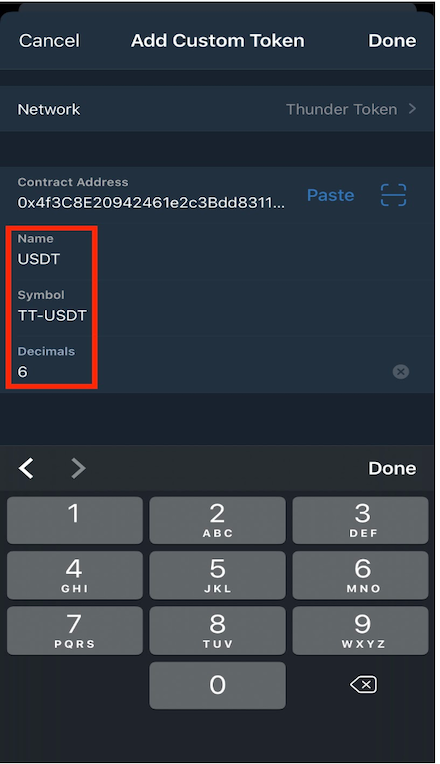 Cancel Add Custom Token Done
Network Thunder Token >
Contract Address
0x4f3C8E20942461e2c3Bdd8311... Paste
Name
USDT
Symbol
TT-USDT
Decimals
6
Done
1 2 3
ABC DEF
4 5 6
GHI JKL MNO
7 8 9
PQRS TUV WXYZ
0